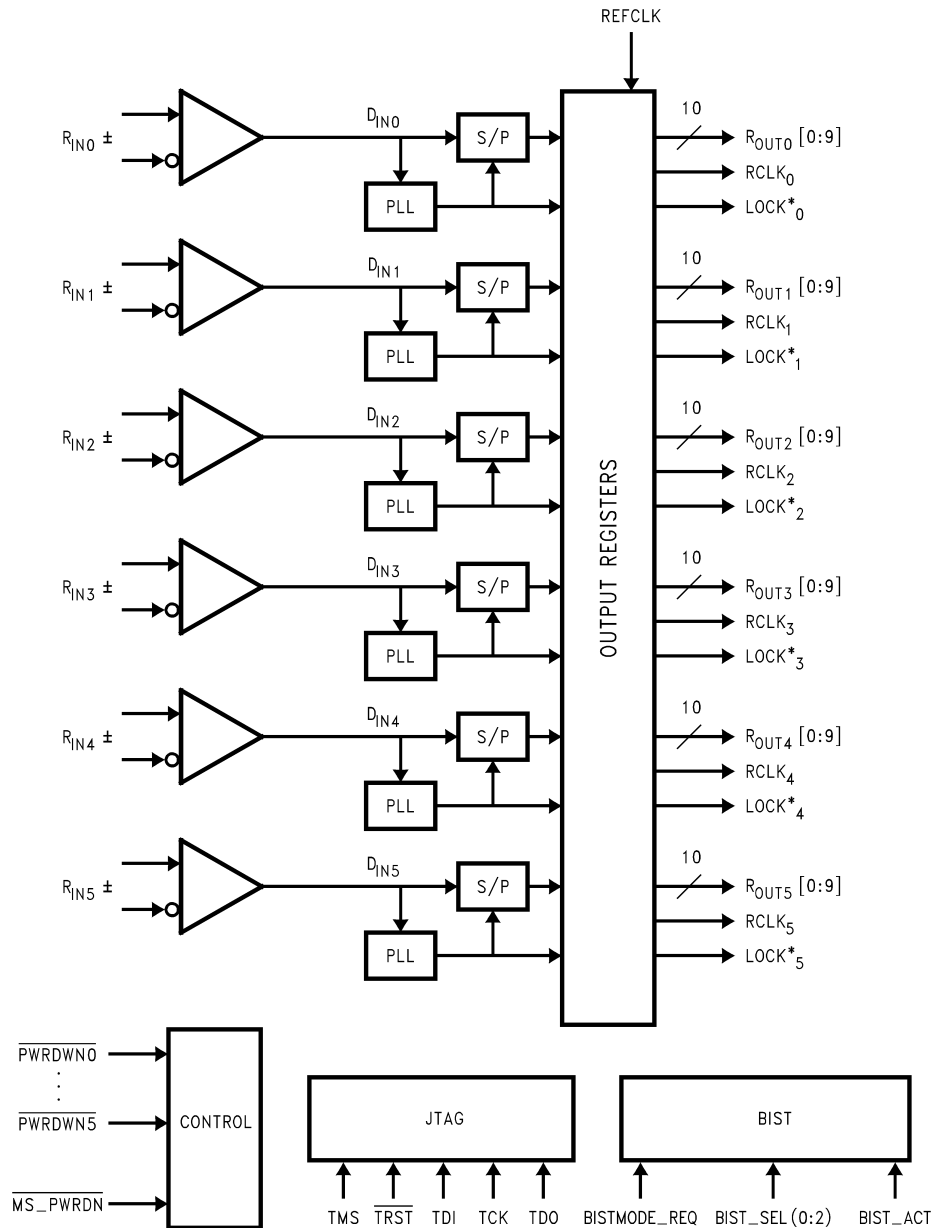 REFCLK
R_IN0 ± D_IN0 S/P PLL 10 R_OUT0 [0:9]
RCLK_0
LOCK*_0
R_IN1 ± D_IN1 S/P PLL 10 R_OUT1 [0:9]
RCLK_1
LOCK*_1
R_IN2 ± D_IN2 S/P PLL 10 R_OUT2 [0:9]
RCLK_2
LOCK*_2
OUTPUT REGISTERS
R_IN3 ± D_IN3 S/P PLL 10 R_OUT3 [0:9]
RCLK_3
LOCK*_3
R_IN4 ± D_IN4 S/P PLL 10 R_OUT4 [0:9]
RCLK_4
LOCK*_4
R_IN5 ± D_IN5 S/P PLL 10 R_OUT5 [0:9]
RCLK_5
LOCK*_5
PWRDWN0
PWRDWN5
MS_PWRDN
CONTROL
JTAG
TMS TRST TDI TCK TDO
BIST
BISTMODE_REQ BIST_SEL(0:2) BIST_ACT